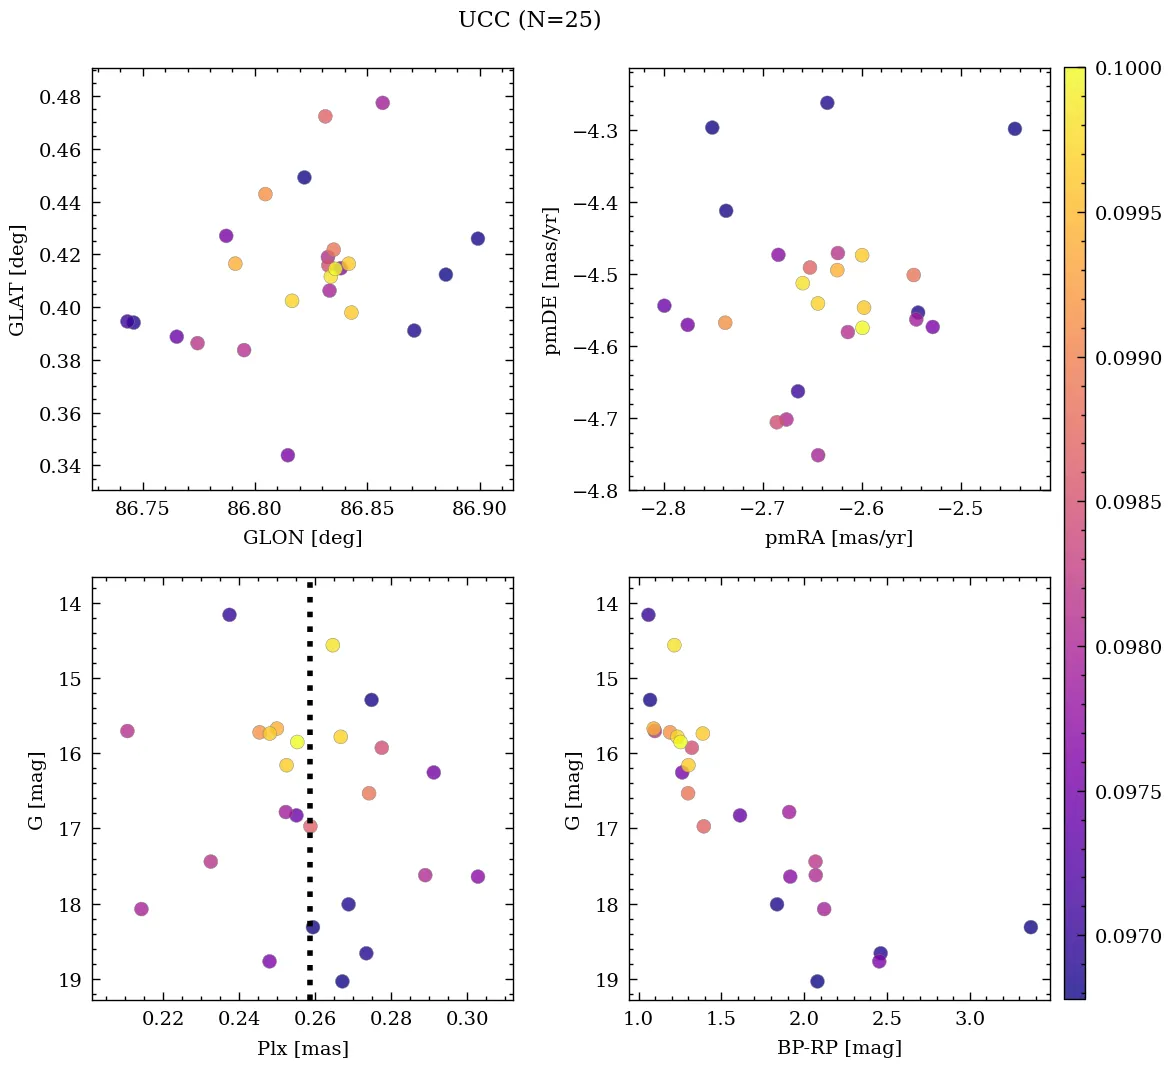 UCC (N=25)
0.48
0.46
0.44
0.42
0.40
0.38
0.36
0.34
GLAT [deg]
86.75 86.80 86.85 86.90
GLON [deg]
−4.3
−4.4
−4.5
−4.6
−4.7
−4.8
pmDE [mas/yr]
−2.8 −2.7 −2.6 −2.5
pmRA [mas/yr]
14
15
16
17
18
19
G [mag]
0.22 0.24 0.26 0.28 0.30
Plx [mas]
14
15
16
17
18
19
G [mag]
1.0 1.5 2.0 2.5 3.0
BP-RP [mag]
0.1000
0.0995
0.0990
0.0985
0.0980
0.0975
0.0970